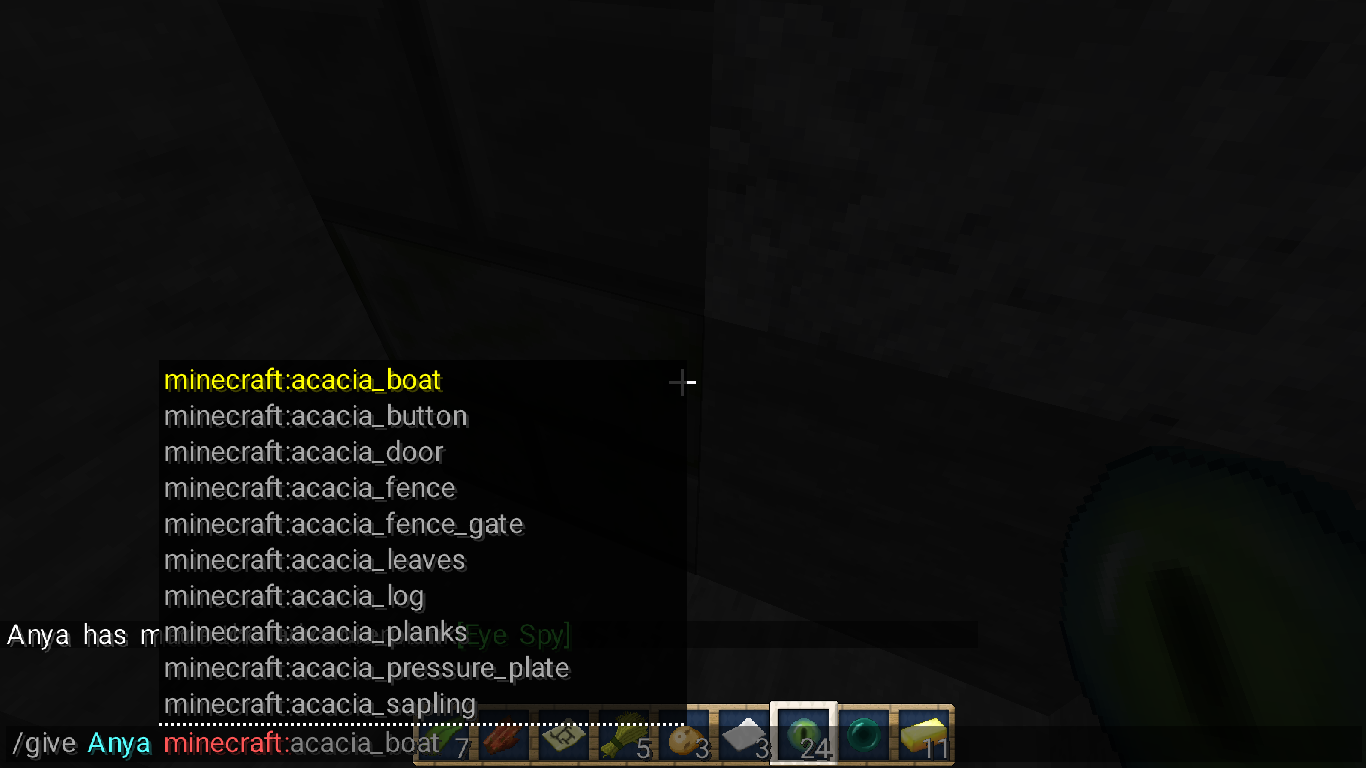 minecraft:acacia_boat
minecraft:acacia_button
minecraft:acacia_door
minecraft:acacia_fence
minecraft:acacia_fence_gate
minecraft:acacia_leaves
minecraft:acacia_log
minecraft:acacia_planks
minecraft:acacia_pressure_plate
minecraft:acacia_sapling
Anya has m [Eye Spy]
/give Anya minecraft:acacia_boat
7 5 3 3 24 11